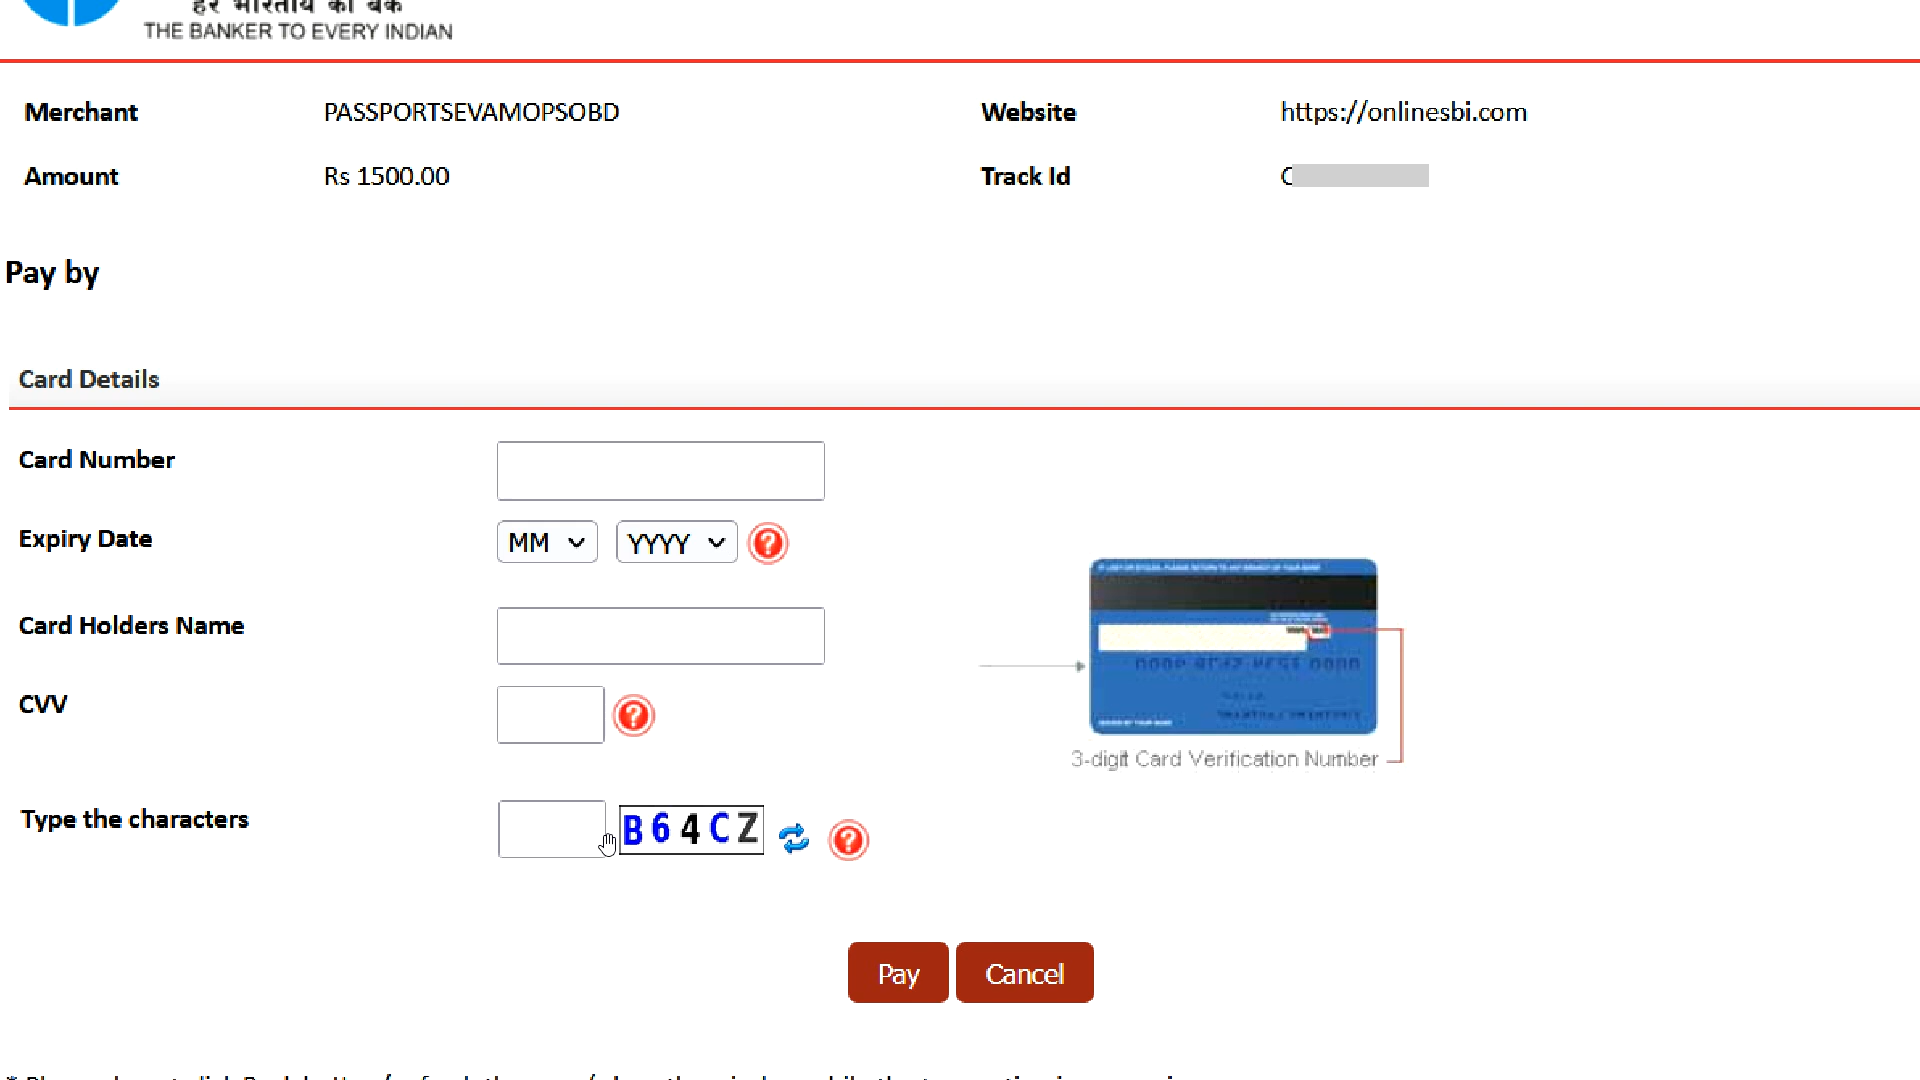 THE BANKER TO EVERY INDIAN
Merchant PASSPORTSEVAMOPSOBD Website https://onlinesbi.com
Amount Rs 1500.00 Track Id
Pay by
Card Details
Card Number
Expiry Date MM YYYY ?
Card Holders Name
CVV ?
3-digit Card Verification Number
Type the characters B64CZ ?
Pay Cancel